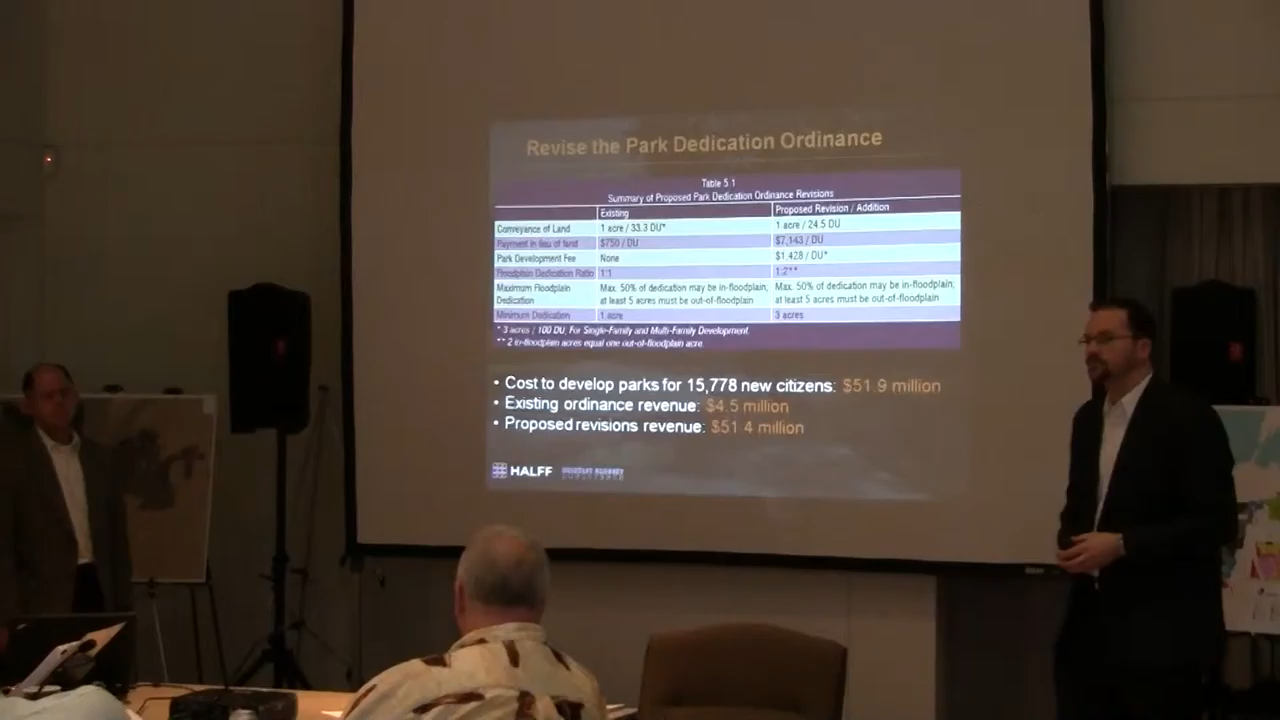 Revise the Park Dedication Ordinance
Table 5.1
Summary of Proposed Park Dedication Ordinance Revisions
Existing Proposed Revision / Addition
Conveyance of Land 1 acre / 33.3 DU* 1 acre / 24.5 DU
Payment in lieu of land $750 / DU $7,143 / DU
Park Development Fee None $1,428 / DU*
Floodplain Dedication Ratio 1:1 1:2**
Maximum Floodplain Dedication Max. 50% of dedication may be in-floodplain; at least 5 acres must be out-of-floodplain Max. 50% of dedication may be in-floodplain; at least 5 acres must be out-of-floodplain
Minimum Dedication 1 acre 3 acres
* 3 acres / 100 DU; For Single-Family and Multi-Family Development.
** 2 in-floodplain acres equal one out-of-floodplain acre.
• Cost to develop parks for 15,778 new citizens: $51.9 million
• Existing ordinance revenue: $4.5 million
• Proposed revisions revenue: $51.4 million
HALFF